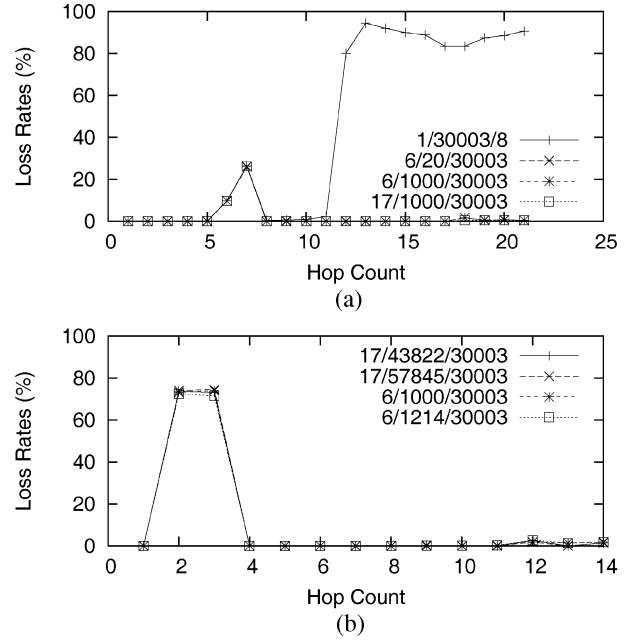 100
80
60
40
20
0
Loss Rates (%)
1/30003/8
6/20/30003
6/1000/30003
17/1000/30003
0 5 10 15 20 25
Hop Count
(a)
100
80
60
40
20
0
Loss Rates (%)
17/43822/30003
17/57845/30003
6/1000/30003
6/1214/30003
0 2 4 6 8 10 12 14
Hop Count
(b)